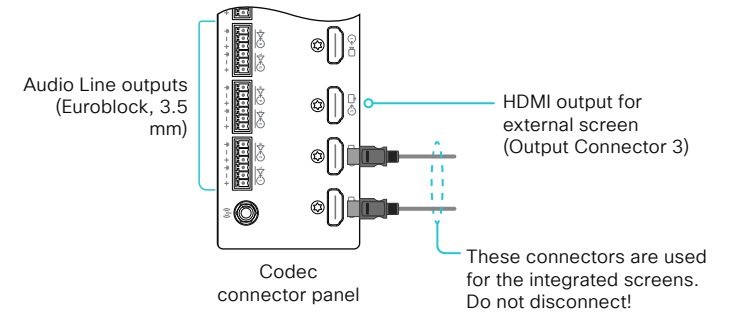 Audio Line outputs
(Euroblock, 3.5
mm)
HDMI output for
external screen
(Output Connector 3)
These connectors are used
for the integrated screens.
Do not disconnect!
Codec
connector panel